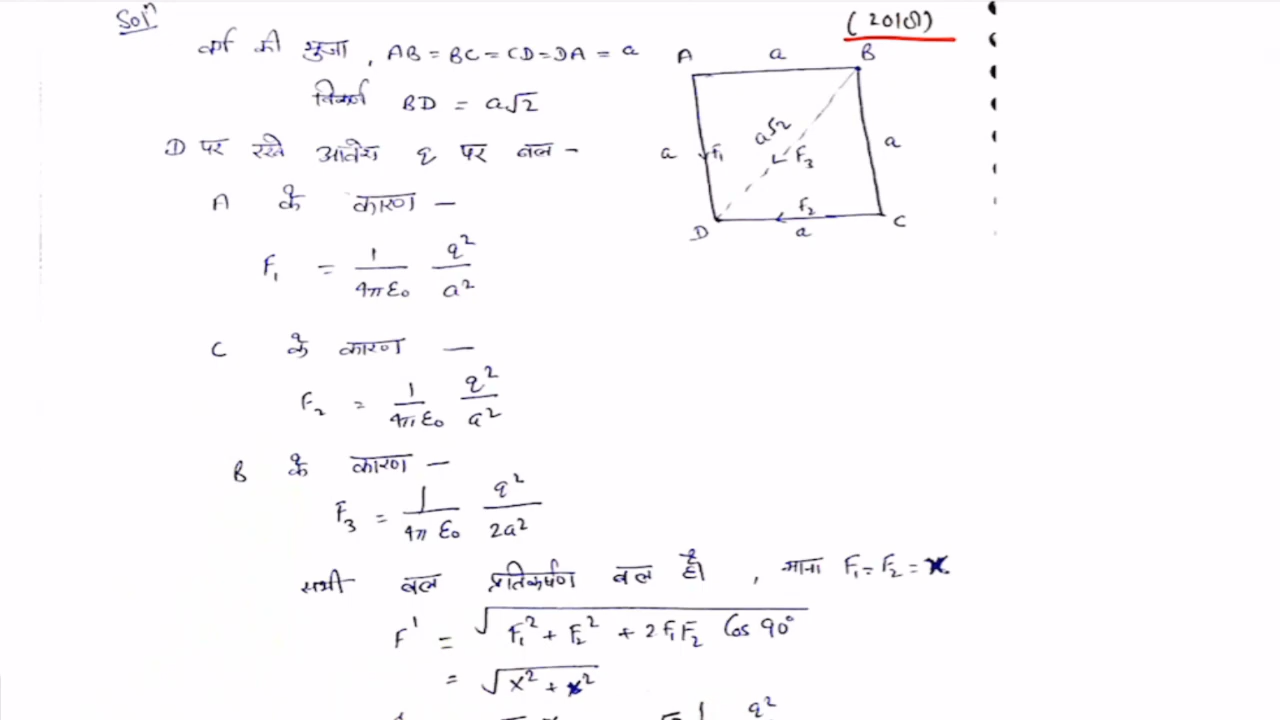 Solⁿ
(2018)
वर्ग की भुजा , AB = BC = CD = DA = a
विकर्ण BD = a√2
D पर रखे आवेश q पर बल -
A के कारण -
F₁ = 1/4πε₀ q²/a²
C के कारण -
F₂ = 1/4πε₀ q²/a²
B के कारण -
F₃ = 1/4πε₀ q²/2a²
सभी बल प्रतिकर्षण बल हैं , माना F₁ = F₂ = x
F' = √F₁² + F₂² + 2F₁F₂ Cos 90°
= √x² + x²
A a B
a F₁ a√2 F₃ a
D F₂ a C